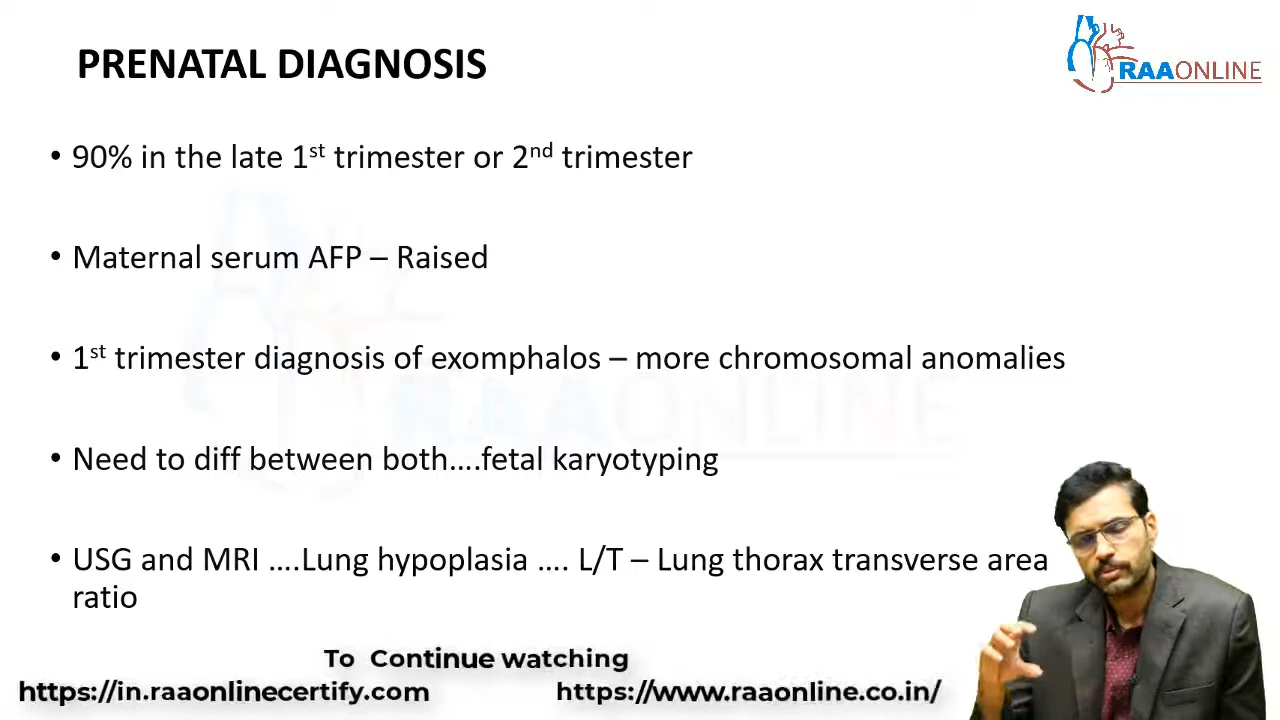 PRENATAL DIAGNOSIS
RAAONLINE
• 90% in the late 1st trimester or 2nd trimester
• Maternal serum AFP – Raised
• 1st trimester diagnosis of exomphalos – more chromosomal anomalies
RAAONLINE
• Need to diff between both....fetal karyotyping
• USG and MRI ....Lung hypoplasia .... L/T – Lung thorax transverse area
ratio
To Continue watching
https://in.raaonlinecertify.com https://www.raaonline.co.in/